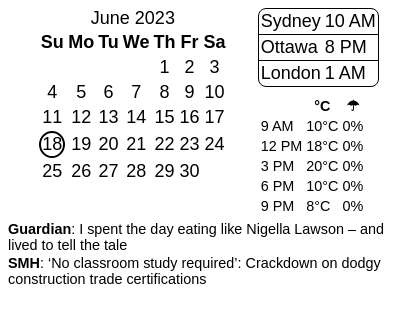 June 2023
Su Mo Tu We Th Fr Sa
1 2 3
4 5 6 7 8 9 10
11 12 13 14 15 16 17
18 19 20 21 22 23 24
25 26 27 28 29 30
Sydney 10 AM
Ottawa 8 PM
London 1 AM
°C ☂
9 AM 10°C 0%
12 PM 18°C 0%
3 PM 20°C 0%
6 PM 10°C 0%
9 PM 8°C 0%
Guardian: I spent the day eating like Nigella Lawson – and
lived to tell the tale
SMH: ‘No classroom study required’: Crackdown on dodgy
construction trade certifications